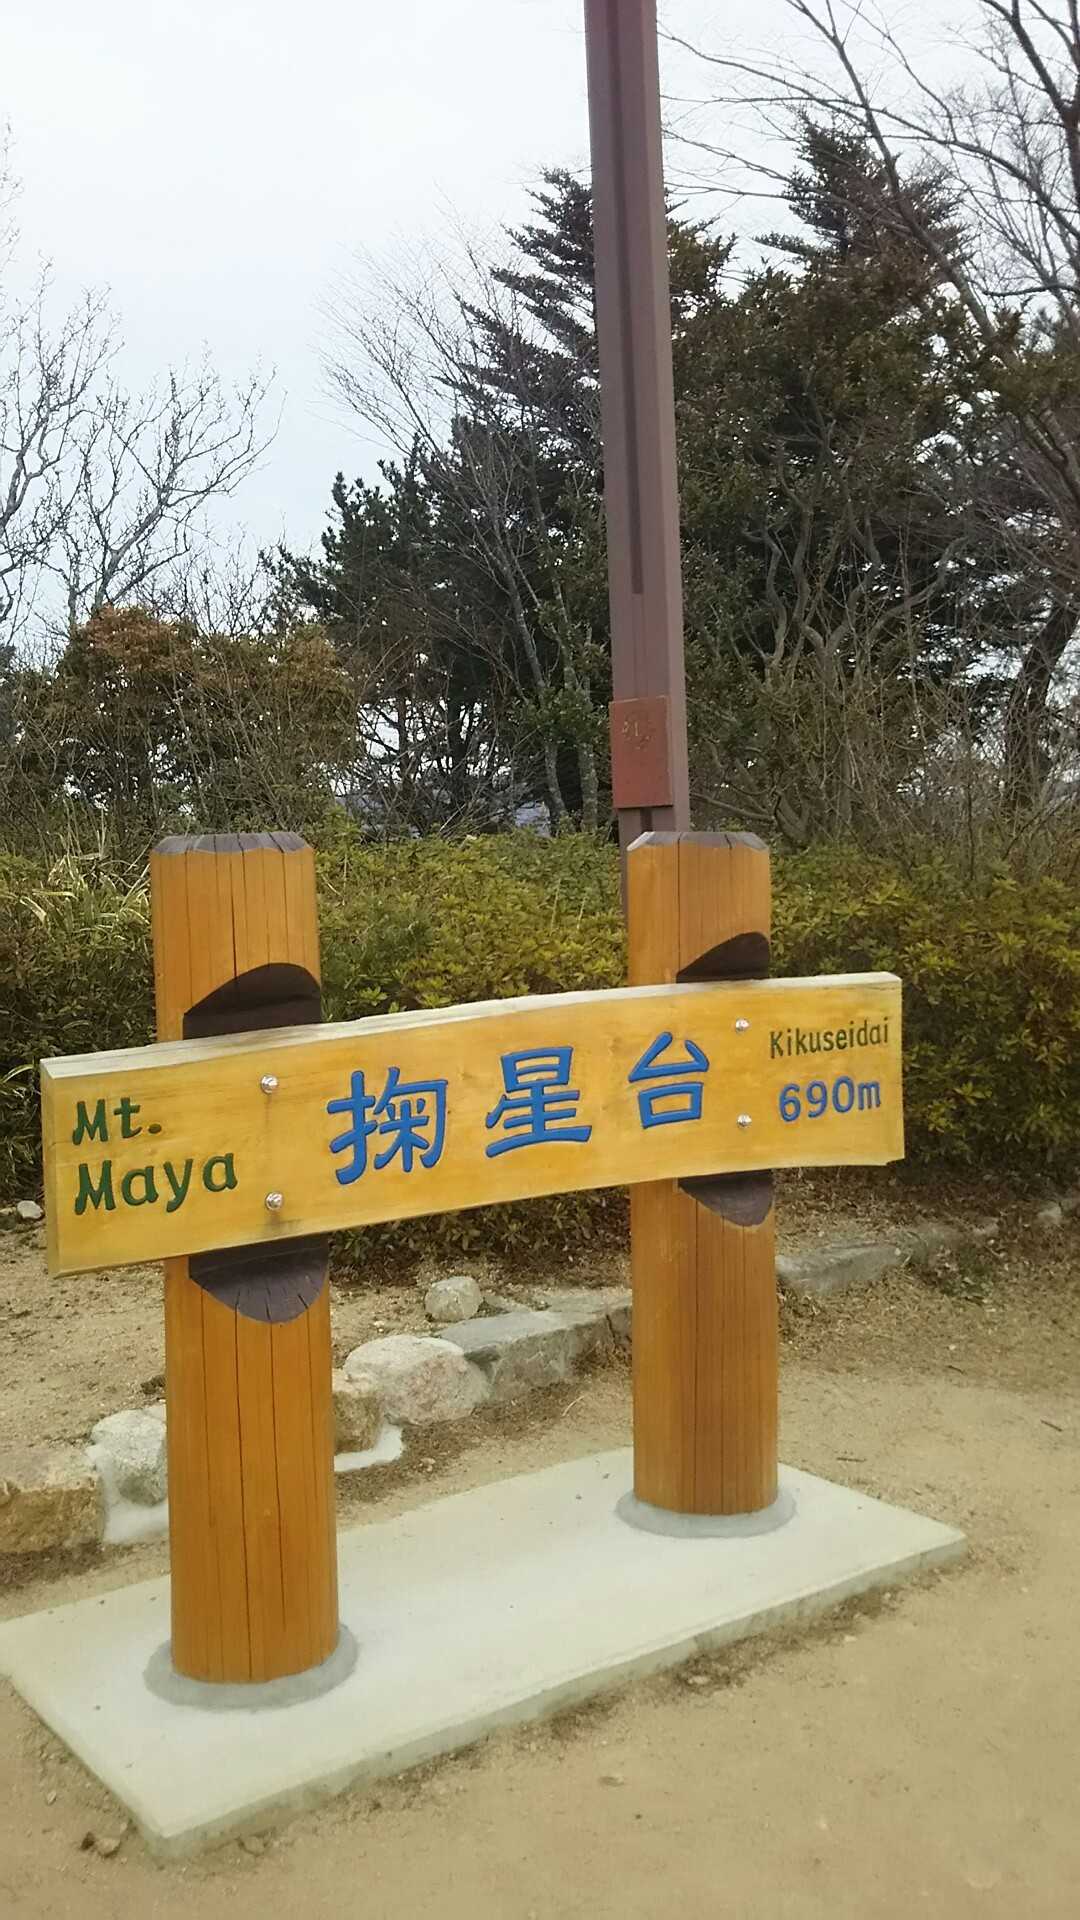 Mt.
Maya
掬星台
Kikuseidai
690m